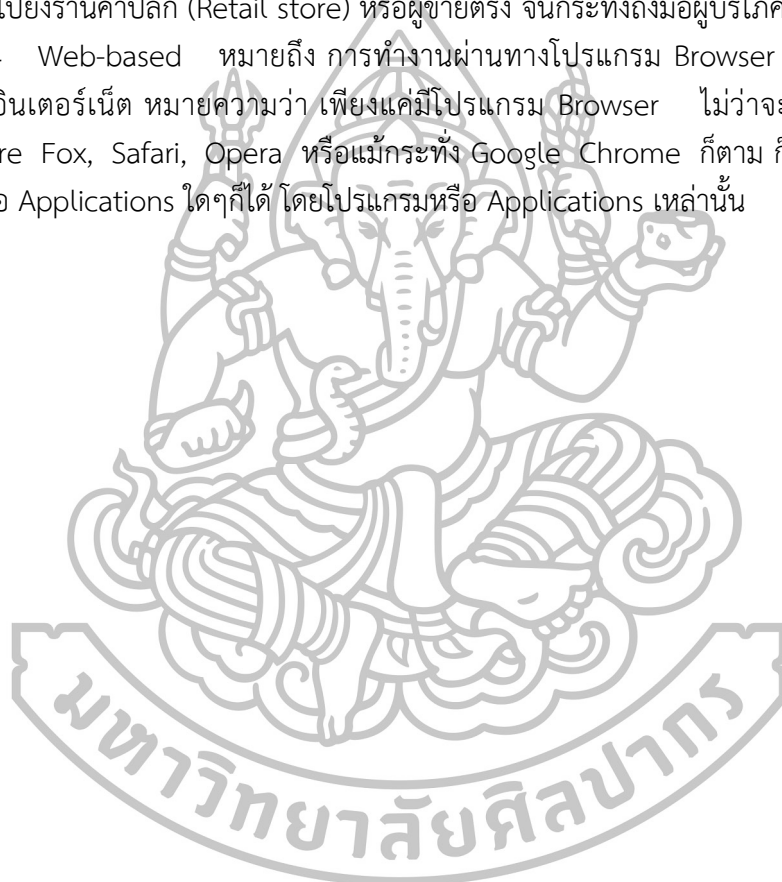 ไปยังร้านค้าปลีก (Retail store) หรือผู้ขายตรง จนกระทั่งถึงมือผู้บริโภค
Web-based หมายถึง การทำงานผ่านทางโปรแกรม Browser
อินเตอร์เน็ต หมายความว่า เพียงแค่มีโปรแกรม Browser ไม่ว่าจะ
re Fox, Safari, Opera หรือแม้กระทั่ง Google Chrome ก็ตาม ก็
อ Applications ใดๆก็ได้ โดยโปรแกรมหรือ Applications เหล่านั้น
มหาวิทยาลัยศิลปากร